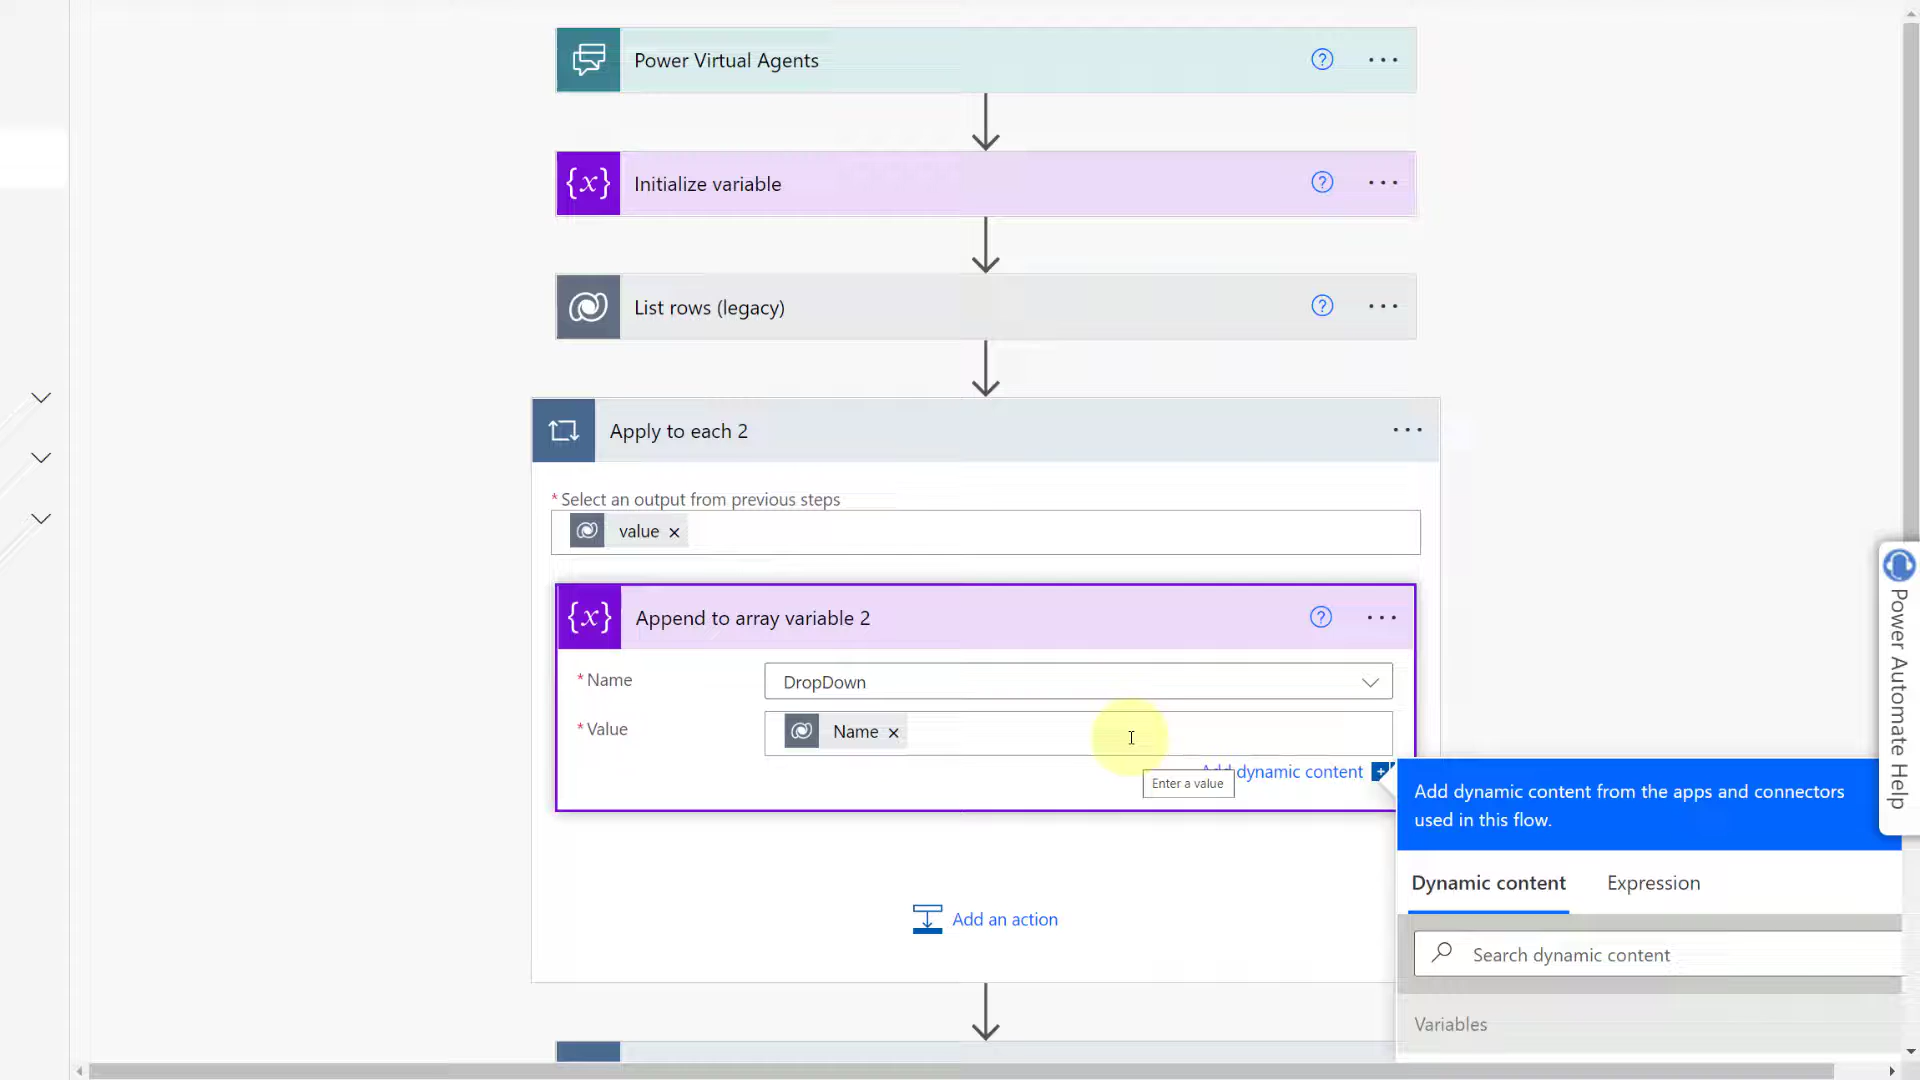 Power Virtual Agents
Initialize variable
List rows (legacy)
Apply to each 2
* Select an output from previous steps
value
Append to array variable 2
* Name
DropDown
* Value
Name
Add dynamic content
Enter a value
Add dynamic content from the apps and connectors
used in this flow.
Dynamic content
Expression
Search dynamic content
Variables
Add an action
Power Automate Help